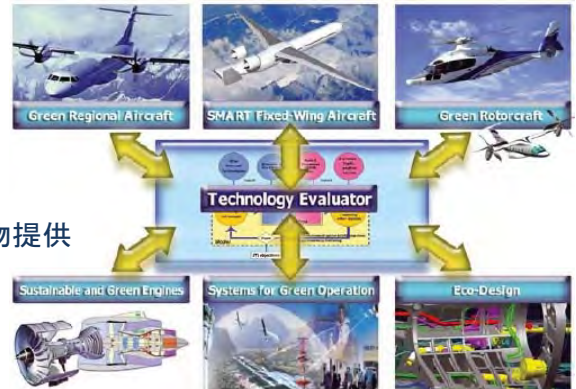 Green Regional Aircraft
SMART Fixed-Wing Aircraft
Green Rotorcraft
Technology Evaluator
物提供
Sustainable and Green Engines
Systems for Green Operation
Eco-Design